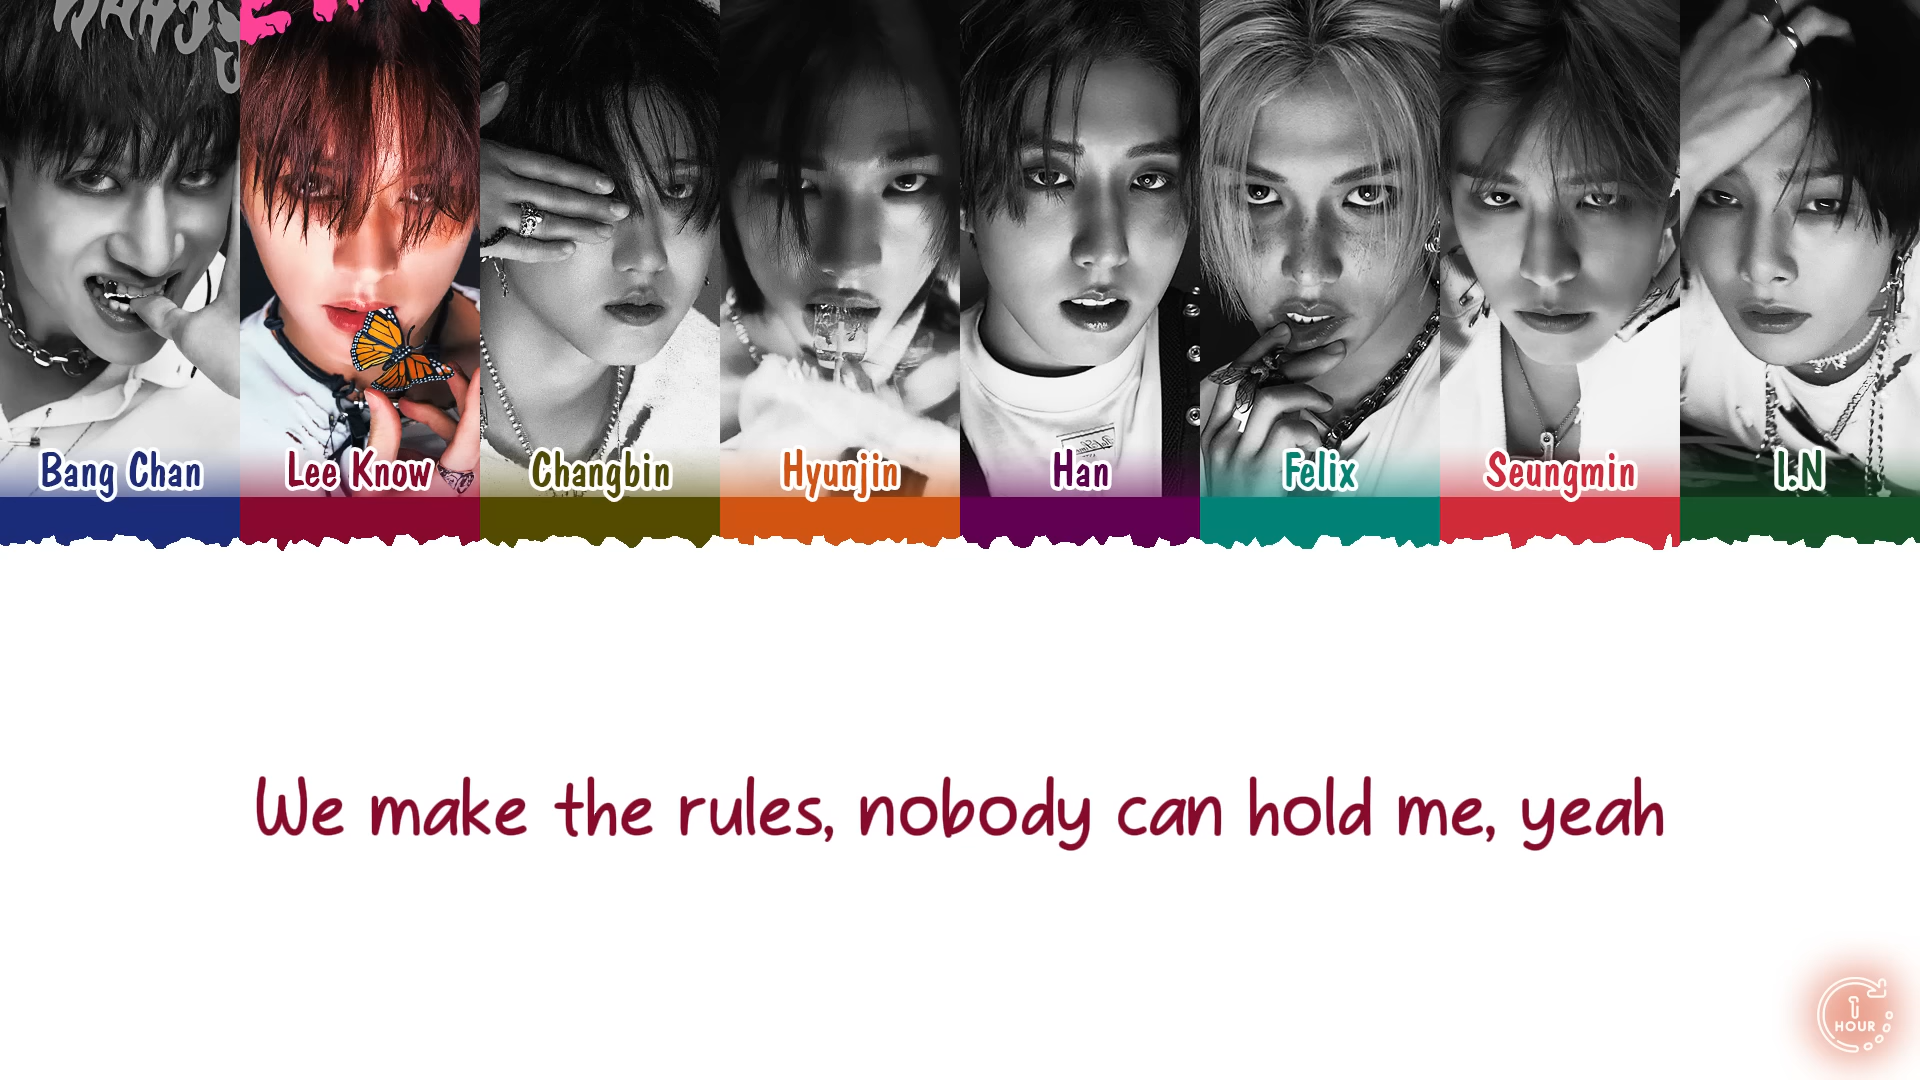 Bang Chan
Lee Know
Changbin
Hyunjin
Han
Felix
Seungmin
I.N
We make the rules, nobody can hold me, yeah
1
HOUR